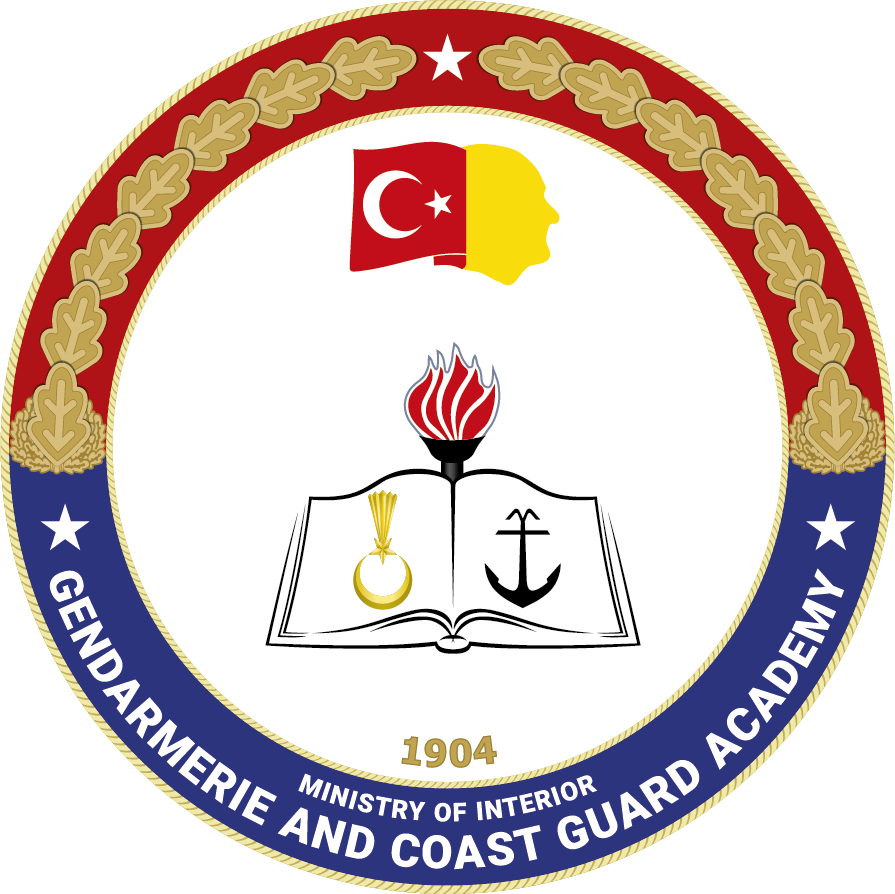 1904
MINISTRY OF INTERIOR
GENDARMERIE AND COAST GUARD ACADEMY